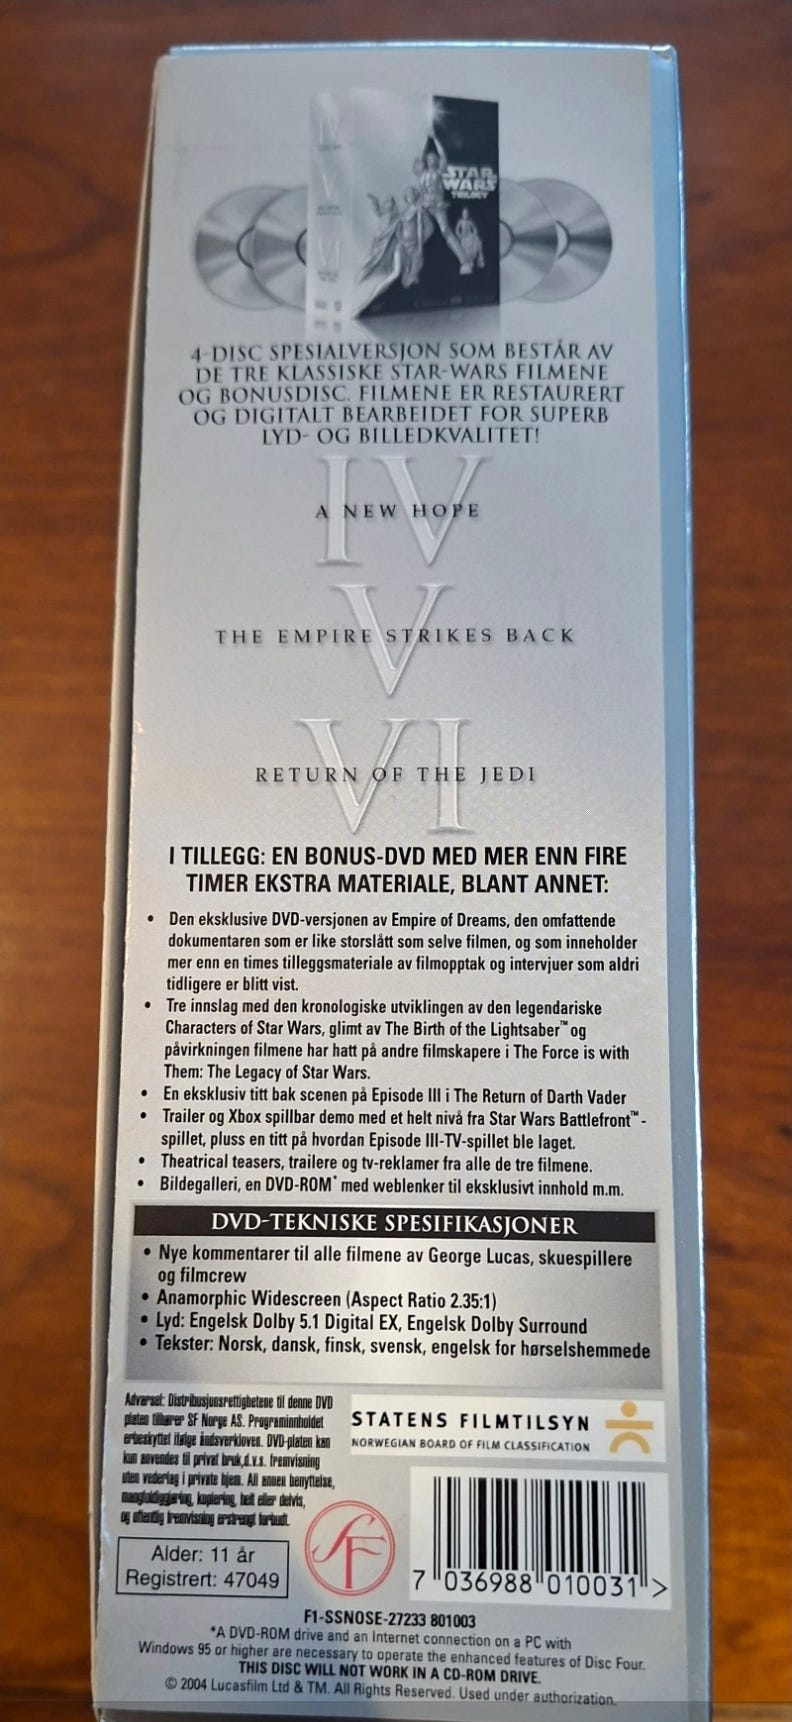 IV
V
VI
STAR
WARS
TRILOGY
4-DISC SPESIALVERSJON SOM BESTÅR AV
DE TRE KLASSISKE STAR-WARS FILMENE
OG BONUSDISC. FILMENE ER RESTAURERT
OG DIGITALT BEARBEIDET FOR SUPERB
LYD- OG BILLEDKVALITET!
IV
A NEW HOPE
V
THE EMPIRE STRIKES BACK
VI
RETURN OF THE JEDI
I TILLEGG: EN BONUS-DVD MED MER ENN FIRE
TIMER EKSTRA MATERIALE, BLANT ANNET:
• Den eksklusive DVD-versjonen av Empire of Dreams, den omfattende
dokumentaren som er like storslått som selve filmen, og som inneholder
mer enn en times tilleggsmateriale av filmopptak og intervjuer som aldri
tidligere er blitt vist.
• Tre innslag med den kronologiske utviklingen av den legendariske
Characters of Star Wars, glimt av The Birth of the Lightsaber™ og
påvirkningen filmene har hatt på andre filmskapere i The Force is with
Them: The Legacy of Star Wars.
• En eksklusiv titt bak scenen på Episode III i The Return of Darth Vader
• Trailer og Xbox spillbar demo med et helt nivå fra Star Wars Battlefront™-
spillet, pluss en titt på hvordan Episode III-TV-spillet ble laget.
• Theatrical teasers, trailere og tv-reklamer fra alle de tre filmene.
• Bildegalleri, en DVD-ROM* med weblenker til eksklusivt innhold m.m.
DVD-TEKNISKE SPESIFIKASJONER
• Nye kommentarer til alle filmene av George Lucas, skuespillere
og filmcrew
• Anamorphic Widescreen (Aspect Ratio 2.35:1)
• Lyd: Engelsk Dolby 5.1 Digital EX, Engelsk Dolby Surround
• Tekster: Norsk, dansk, finsk, svensk, engelsk for hørselshemmede
Advarsel: Distribusjonsrettighetene til denne DVD
platen tilhører SF Norge AS. Programinnholdet
erbeskyttet ifølge åndsverkloven. DVD-platen kan
kun anvendes til privat bruk,d.v.s. fremvisning
uten vederlag i private hjem. All annen benyttelse,
mangfoldiggjøring, kopiering, helt eller delvis,
og offentlig fremvisning erstrengt forbudt.
STATENS FILMTILSYN
NORWEGIAN BOARD OF FILM CLASSIFICATION
Alder: 11 år
Registrert: 47049
SF
7 036988 010031 >
F1-SSNOSE-27233 801003
*A DVD-ROM drive and an Internet connection on a PC with
Windows 95 or higher are necessary to operate the enhanced features of Disc Four.
THIS DISC WILL NOT WORK IN A CD-ROM DRIVE.
© 2004 Lucasfilm Ltd & TM. All Rights Reserved. Used under authorization.